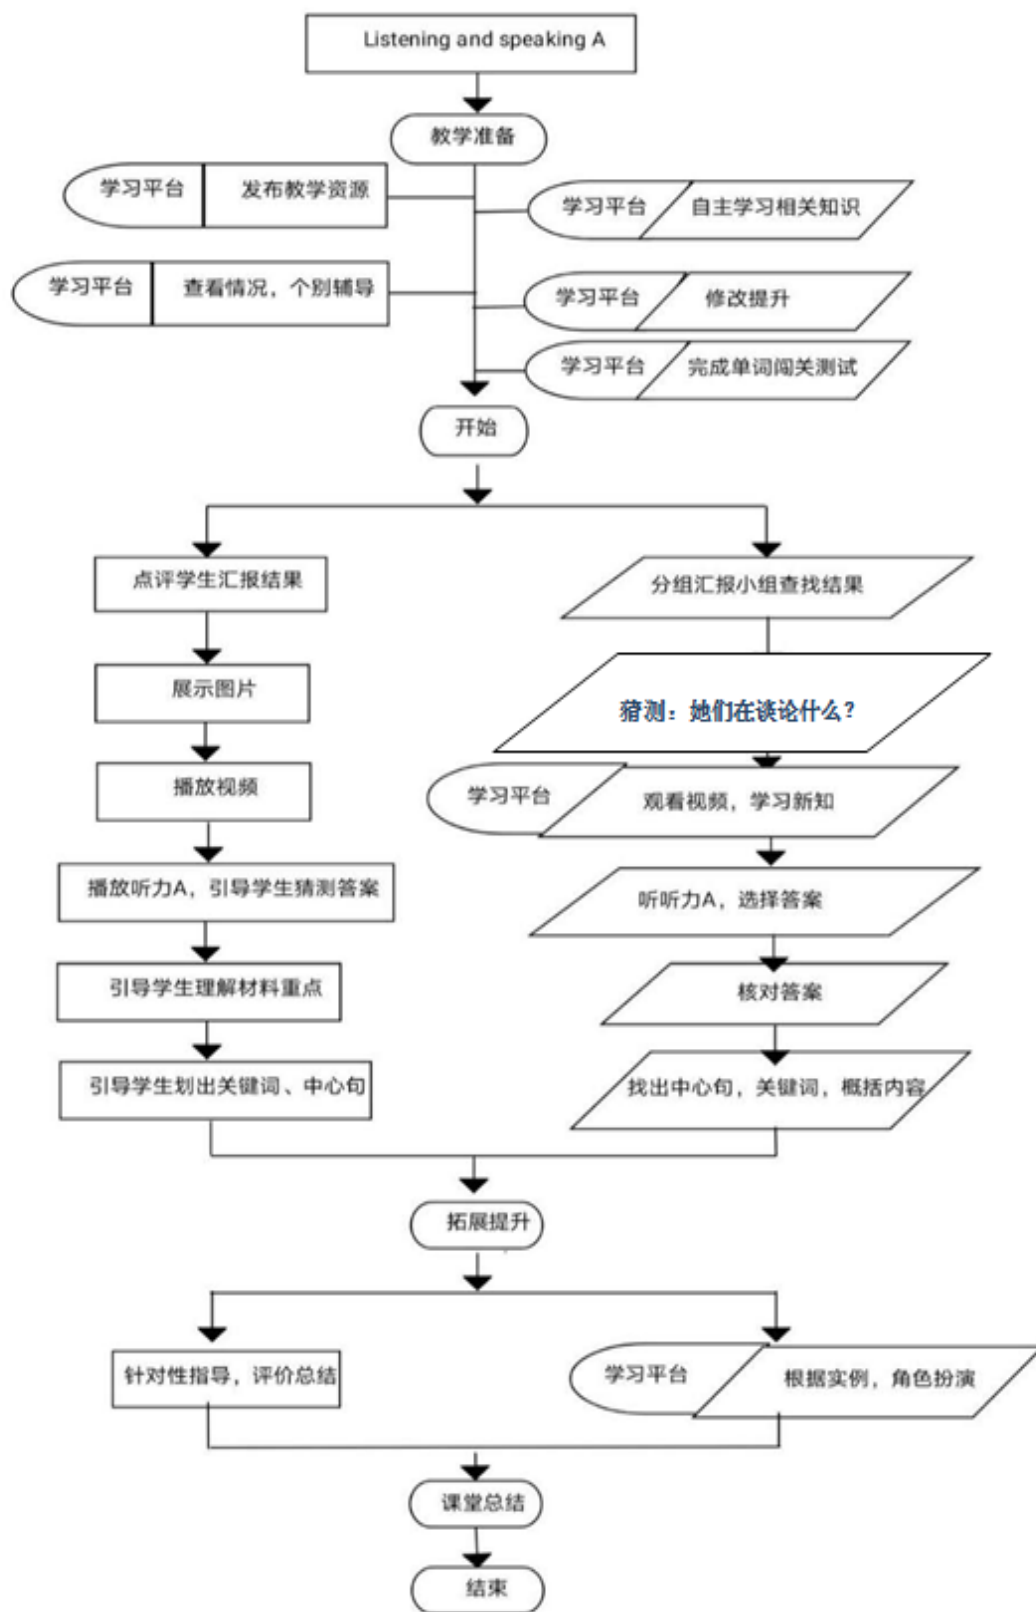 Listening and speaking A
教学准备
学习平台 发布教学资源
学习平台 自主学习相关知识
学习平台 查看情况，个别辅导
学习平台 修改提升
学习平台 完成单词闯关测试
开始
点评学生汇报结果
分组汇报小组查找结果
展示图片
猜测：她们在谈论什么？
播放视频
学习平台 观看视频，学习新知
播放听力A，引导学生猜测答案
听听力A，选择答案
引导学生理解材料重点
核对答案
引导学生划出关键词、中心句
找出中心句，关键词，概括内容
拓展提升
针对性指导，评价总结
学习平台 根据实例，角色扮演
课堂总结
结束